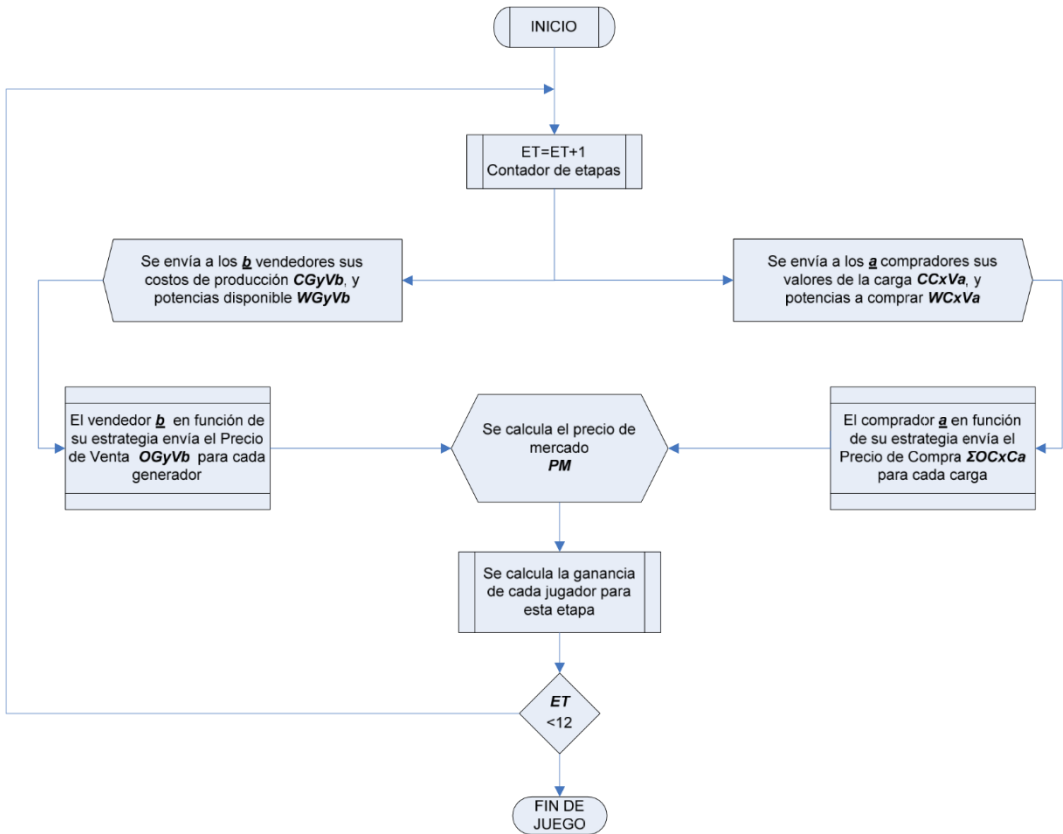 INICIO
ET=ET+1
Contador de etapas
Se envía a los b vendedores sus
costos de producción CGyVb, y
potencias disponible WGyVb
Se envía a los a compradores sus
valores de la carga CCxVa, y
potencias a comprar WCxVa
El vendedor b en función de
su estrategia envía el Precio
de Venta OGyVb para cada
generador
Se calcula el precio de
mercado
PM
El comprador a en función
de su estrategia envía el
Precio de Compra ΣOCxCa
para cada carga
Se calcula la ganancia
de cada jugador para
esta etapa
ET
<12
FIN DE
JUEGO